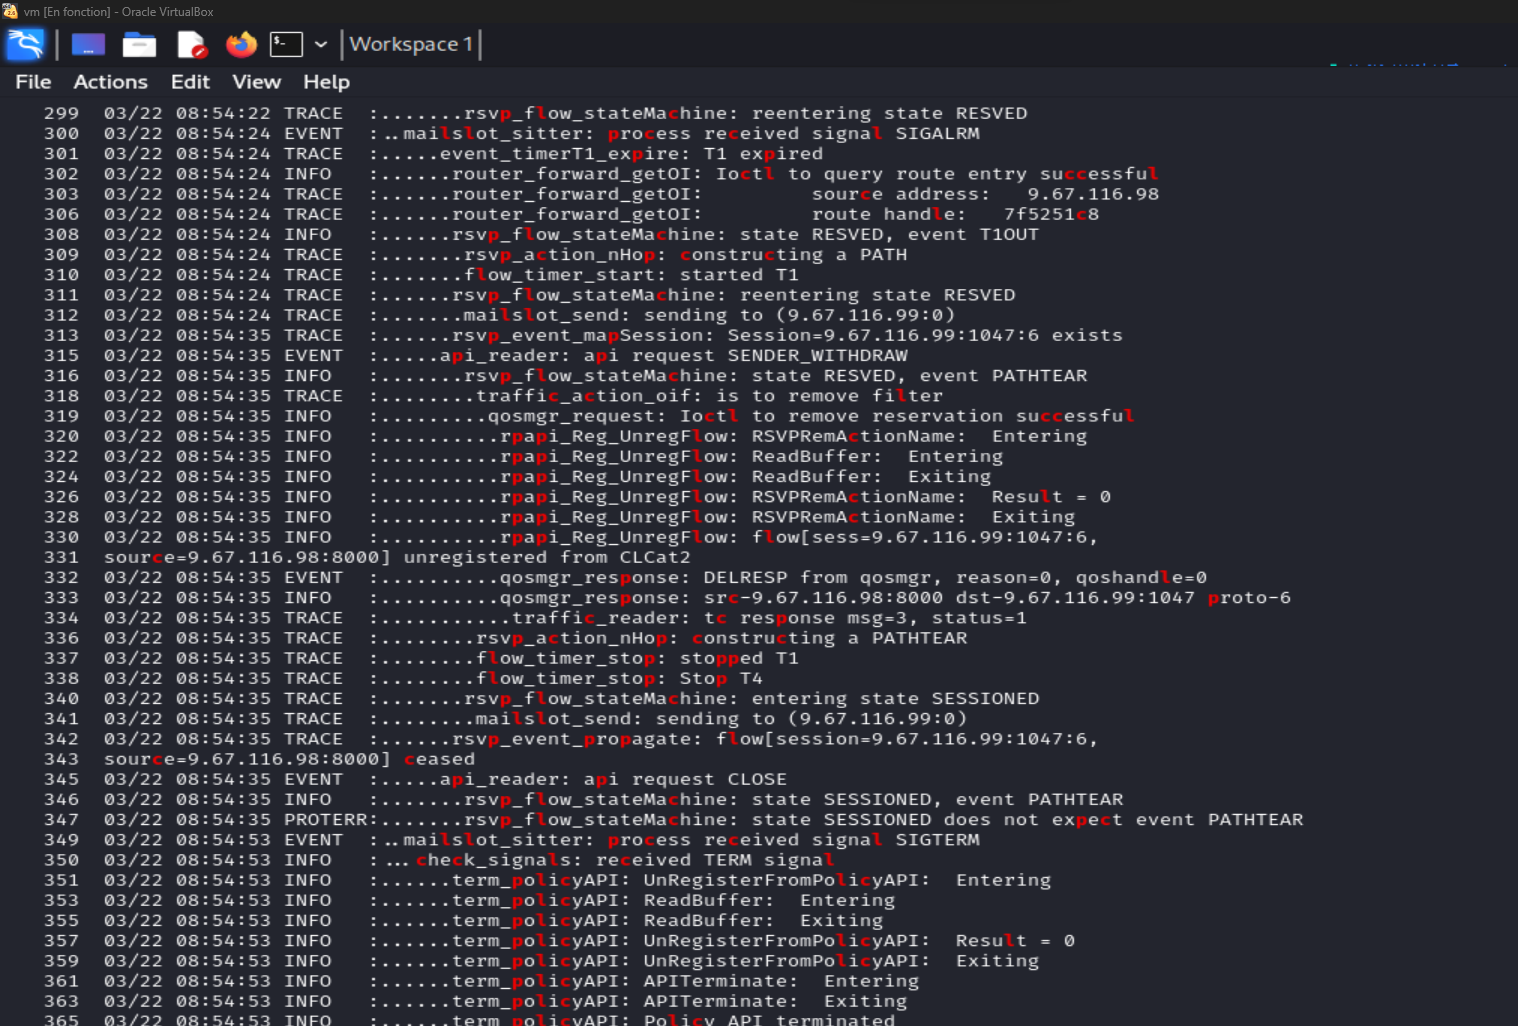 vm [En fonction] - Oracle VirtualBox
Workspace 1
File Actions Edit View Help
299 03/22 08:54:22 TRACE :.......rsvp_flow_stateMachine: reentering state RESVED
300 03/22 08:54:24 EVENT :..mailslot_sitter: process received signal SIGALRM
301 03/22 08:54:24 TRACE :.....event_timerT1_expire: T1 expired
302 03/22 08:54:24 INFO :......router_forward_getOI: Ioctl to query route entry successful
303 03/22 08:54:24 TRACE :......router_forward_getOI: source address: 9.67.116.98
306 03/22 08:54:24 TRACE :......router_forward_getOI: route handle: 7f5251c8
308 03/22 08:54:24 INFO :......rsvp_flow_stateMachine: state RESVED, event T1OUT
309 03/22 08:54:24 TRACE :.......rsvp_action_nHop: constructing a PATH
310 03/22 08:54:24 TRACE :.......flow_timer_start: started T1
311 03/22 08:54:24 TRACE :......rsvp_flow_stateMachine: reentering state RESVED
312 03/22 08:54:24 TRACE :.......mailslot_send: sending to (9.67.116.99:0)
313 03/22 08:54:35 TRACE :......rsvp_event_mapSession: Session=9.67.116.99:1047:6 exists
315 03/22 08:54:35 EVENT :.....api_reader: api request SENDER_WITHDRAW
316 03/22 08:54:35 INFO :.......rsvp_flow_stateMachine: state RESVED, event PATHTEAR
318 03/22 08:54:35 TRACE :........traffic_action_oif: is to remove filter
319 03/22 08:54:35 INFO :.........qosmgr_request: Ioctl to remove reservation successful
320 03/22 08:54:35 INFO :..........rpapi_Reg_UnregFlow: RSVPRemActionName: Entering
322 03/22 08:54:35 INFO :..........rpapi_Reg_UnregFlow: ReadBuffer: Entering
324 03/22 08:54:35 INFO :..........rpapi_Reg_UnregFlow: ReadBuffer: Exiting
326 03/22 08:54:35 INFO :..........rpapi_Reg_UnregFlow: RSVPRemActionName: Result = 0
328 03/22 08:54:35 INFO :..........rpapi_Reg_UnregFlow: RSVPRemActionName: Exiting
330 03/22 08:54:35 INFO :..........rpapi_Reg_UnregFlow: flow[sess=9.67.116.99:1047:6,
331 source=9.67.116.98:8000] unregistered from CLCat2
332 03/22 08:54:35 EVENT :..........qosmgr_response: DELRESP from qosmgr, reason=0, qoshandle=0
333 03/22 08:54:35 INFO :..........qosmgr_response: src-9.67.116.98:8000 dst-9.67.116.99:1047 proto-6
334 03/22 08:54:35 TRACE :...........traffic_reader: tc response msg=3, status=1
336 03/22 08:54:35 TRACE :........rsvp_action_nHop: constructing a PATHTEAR
337 03/22 08:54:35 TRACE :........flow_timer_stop: stopped T1
338 03/22 08:54:35 TRACE :........flow_timer_stop: Stop T4
340 03/22 08:54:35 TRACE :.......rsvp_flow_stateMachine: entering state SESSIONED
341 03/22 08:54:35 TRACE :........mailslot_send: sending to (9.67.116.99:0)
342 03/22 08:54:35 TRACE :......rsvp_event_propagate: flow[session=9.67.116.99:1047:6,
343 source=9.67.116.98:8000] ceased
345 03/22 08:54:35 EVENT :.....api_reader: api request CLOSE
346 03/22 08:54:35 INFO :.......rsvp_flow_stateMachine: state SESSIONED, event PATHTEAR
347 03/22 08:54:35 PROTERR:.......rsvp_flow_stateMachine: state SESSIONED does not expect event PATHTEAR
349 03/22 08:54:53 EVENT :..mailslot_sitter: process received signal SIGTERM
350 03/22 08:54:53 INFO :...check_signals: received TERM signal
351 03/22 08:54:53 INFO :......term_policyAPI: UnRegisterFromPolicyAPI: Entering
353 03/22 08:54:53 INFO :......term_policyAPI: ReadBuffer: Entering
355 03/22 08:54:53 INFO :......term_policyAPI: ReadBuffer: Exiting
357 03/22 08:54:53 INFO :......term_policyAPI: UnRegisterFromPolicyAPI: Result = 0
359 03/22 08:54:53 INFO :......term_policyAPI: UnRegisterFromPolicyAPI: Exiting
361 03/22 08:54:53 INFO :......term_policyAPI: APITerminate: Entering
363 03/22 08:54:53 INFO :......term_policyAPI: APITerminate: Exiting
365 03/22 08:54:53 INFO :......term_policyAPI: Policy API terminated